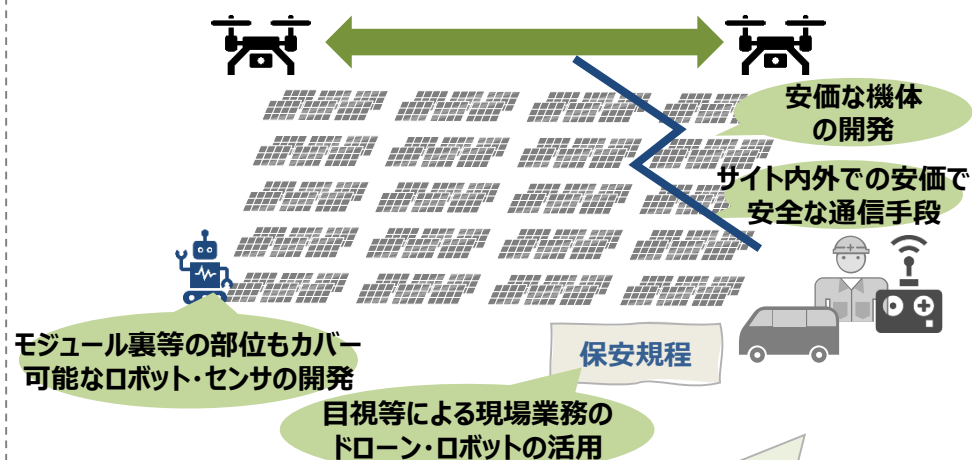 安価な機体
の開発
サイト内外での安価で
安全な通信手段
モジュール裏等の部位もカバー
可能なロボット・センサの開発
保安規程
目視等による現場業務の
ドローン・ロボットの活用